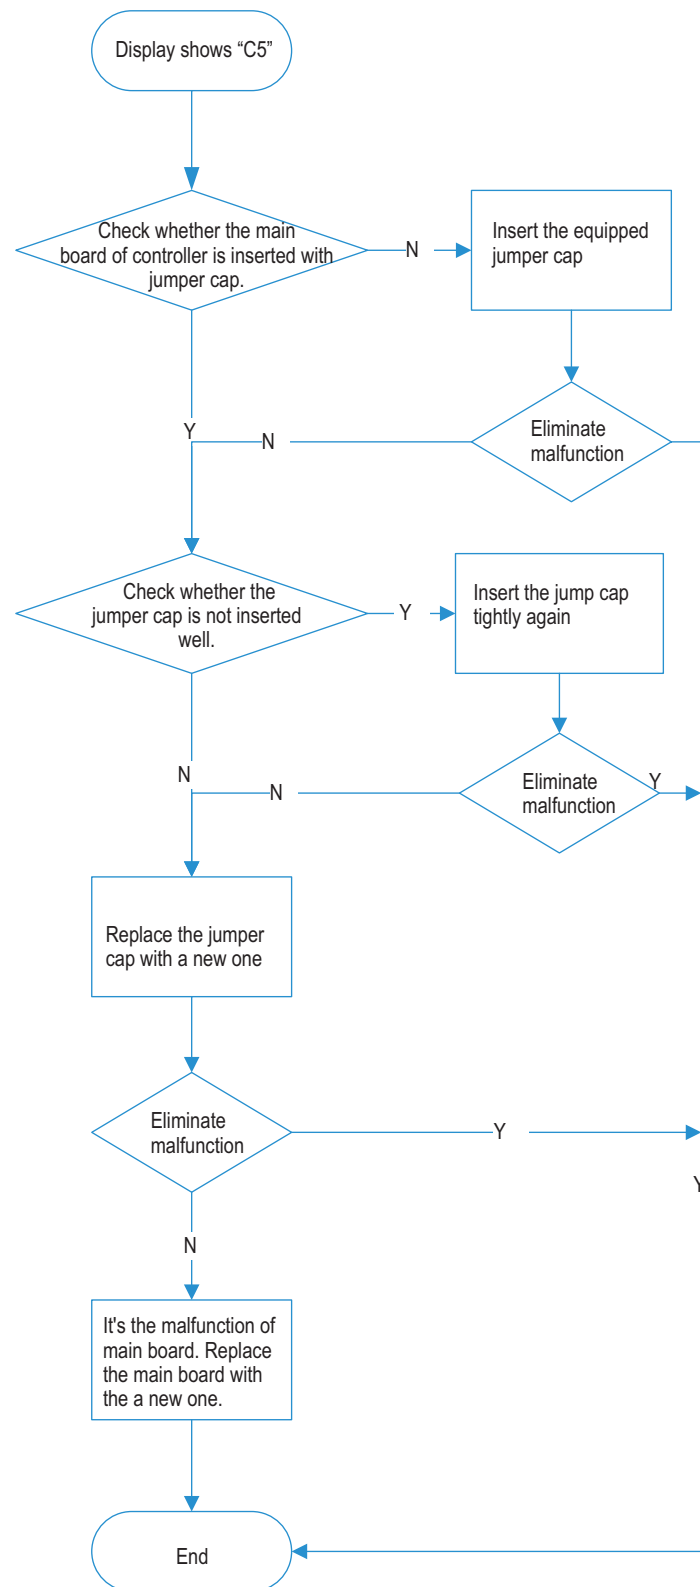 Display shows “C5”
Check whether the main
board of controller is inserted with
jumper cap.
N
Insert the equipped
jumper cap
Y
N
Eliminate
malfunction
Check whether the
jumper cap is not inserted
well.
Y
Insert the jump cap
tightly again
N
N
Eliminate
malfunction
Y
Replace the jumper
cap with a new one
Eliminate
malfunction
Y
Y
N
It's the malfunction of
main board. Replace
the main board with
the a new one.
End